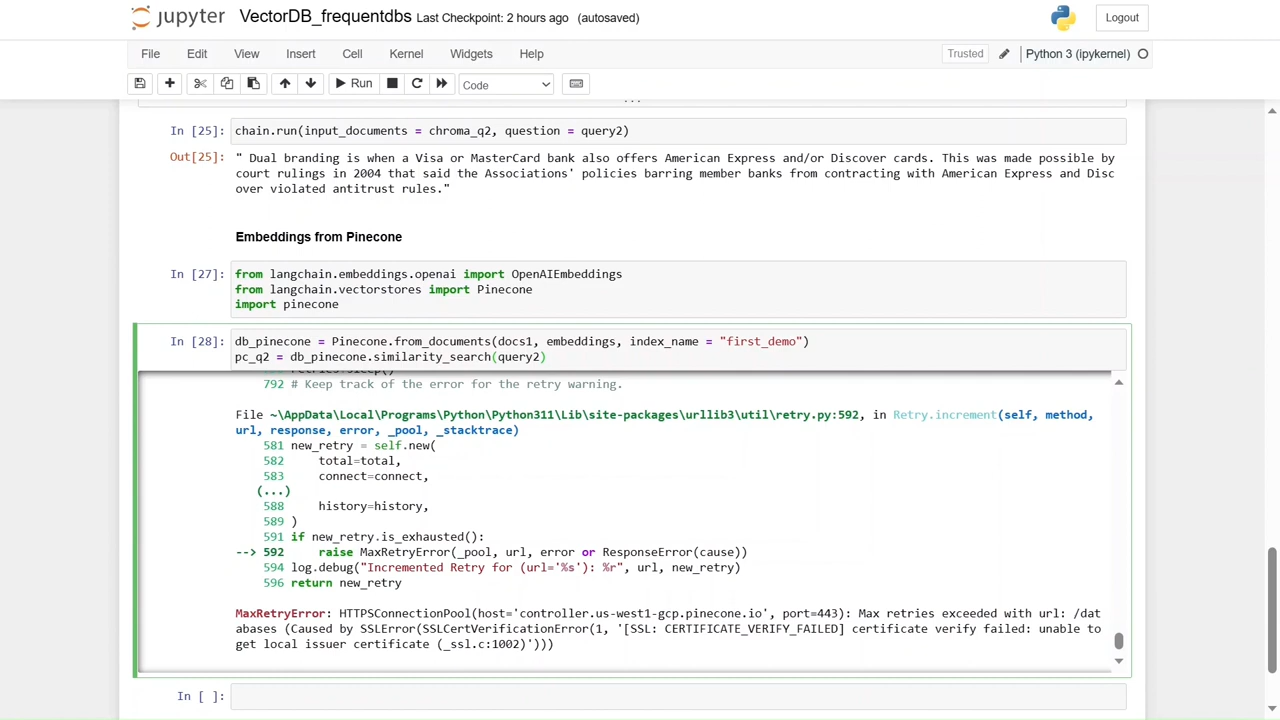 jupyter VectorDB_frequentdbs Last Checkpoint: 2 hours ago (autosaved)
Logout
File Edit View Insert Cell Kernel Widgets Help
Trusted Python 3 (ipykernel)
Run Code
In [25]: chain.run(input_documents = chroma_q2, question = query2)
Out[25]: " Dual branding is when a Visa or MasterCard bank also offers American Express and/or Discover cards. This was made possible by
court rulings in 2004 that said the Associations' policies barring member banks from contracting with American Express and Disc
over violated antitrust rules."
Embeddings from Pinecone
In [27]: from langchain.embeddings.openai import OpenAIEmbeddings
from langchain.vectorstores import Pinecone
import pinecone
In [28]: db_pinecone = Pinecone.from_documents(docs1, embeddings, index_name = "first_demo")
pc_q2 = db_pinecone.similarity_search(query2)
792 # Keep track of the error for the retry warning.
File ~\AppData\Local\Programs\Python\Python311\Lib\site-packages\urllib3\util\retry.py:592, in Retry.increment(self, method,
url, response, error, _pool, _stacktrace)
581 new_retry = self.new(
582 total=total,
583 connect=connect,
(...)
588 history=history,
589 )
591 if new_retry.is_exhausted():
--> 592 raise MaxRetryError(_pool, url, error or ResponseError(cause))
594 log.debug("Incremented Retry for (url='%s'): %r", url, new_retry)
596 return new_retry
MaxRetryError: HTTPSConnectionPool(host='controller.us-west1-gcp.pinecone.io', port=443): Max retries exceeded with url: /dat
abases (Caused by SSLError(SSLCertVerificationError(1, '[SSL: CERTIFICATE_VERIFY_FAILED] certificate verify failed: unable to
get local issuer certificate (_ssl.c:1002)')))
In [ ]: